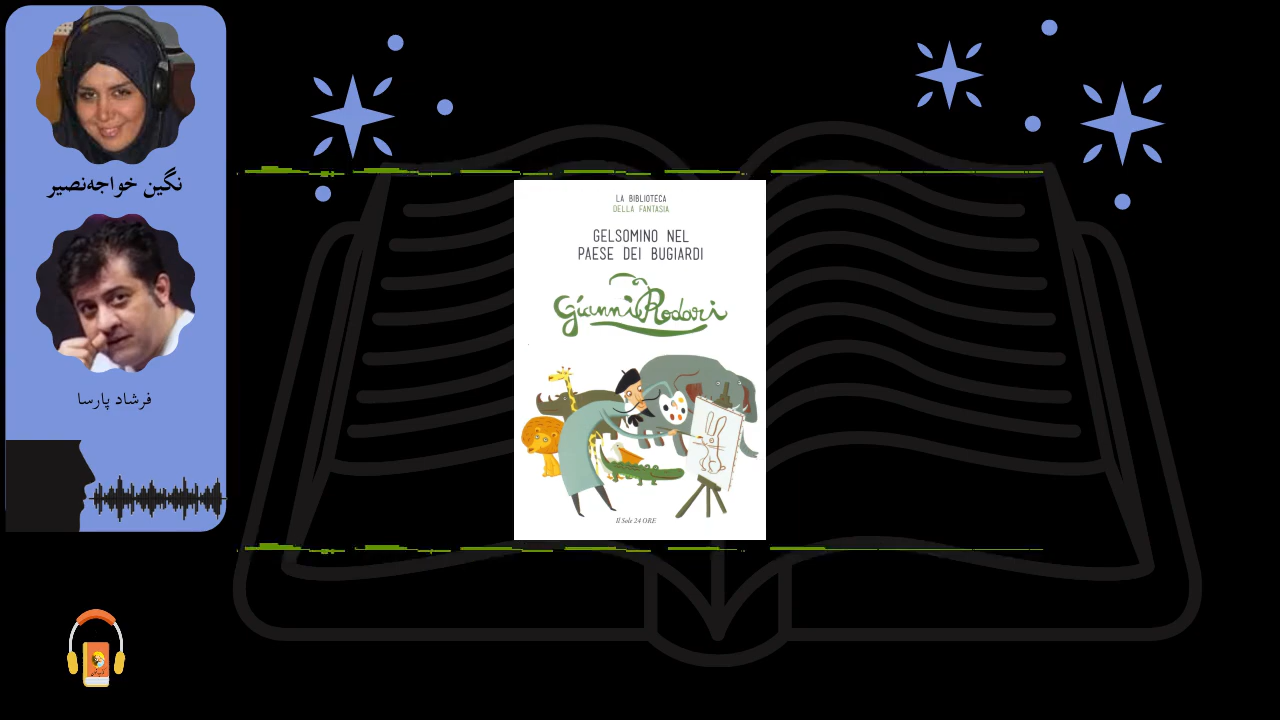 نگین خواجه‌نصیر
فرشاد پارسا
LA BIBLIOTECA
DELLA FANTASIA
GELSOMINO NEL
PAESE DEI BUGIARDI
Gianni Rodari
Il Sole 24 ORE